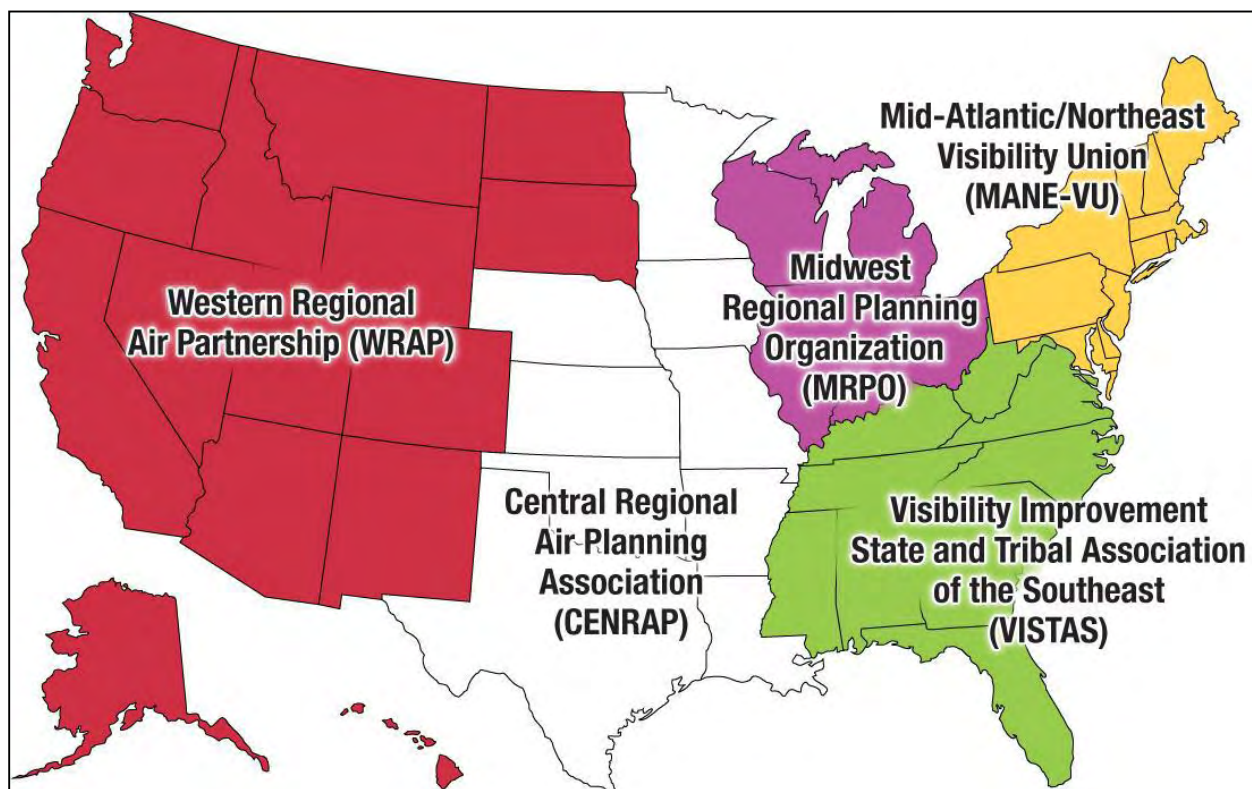 Mid-Atlantic/Northeast
Visibility Union
(MANE-VU)
Midwest
Regional Planning
Organization
(MRPO)
Western Regional
Air Partnership (WRAP)
Central Regional
Air Planning
Association
(CENRAP)
Visibility Improvement
State and Tribal Association
of the Southeast
(VISTAS)